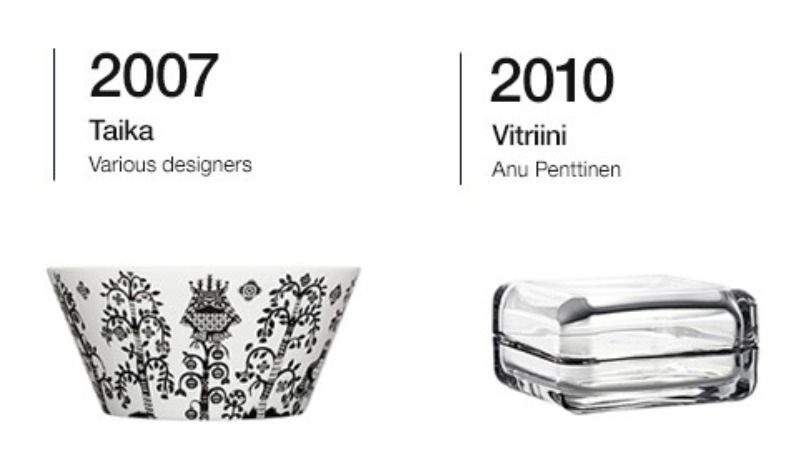 2007
Taika
Various designers
2010
Vitriini
Anu Penttinen